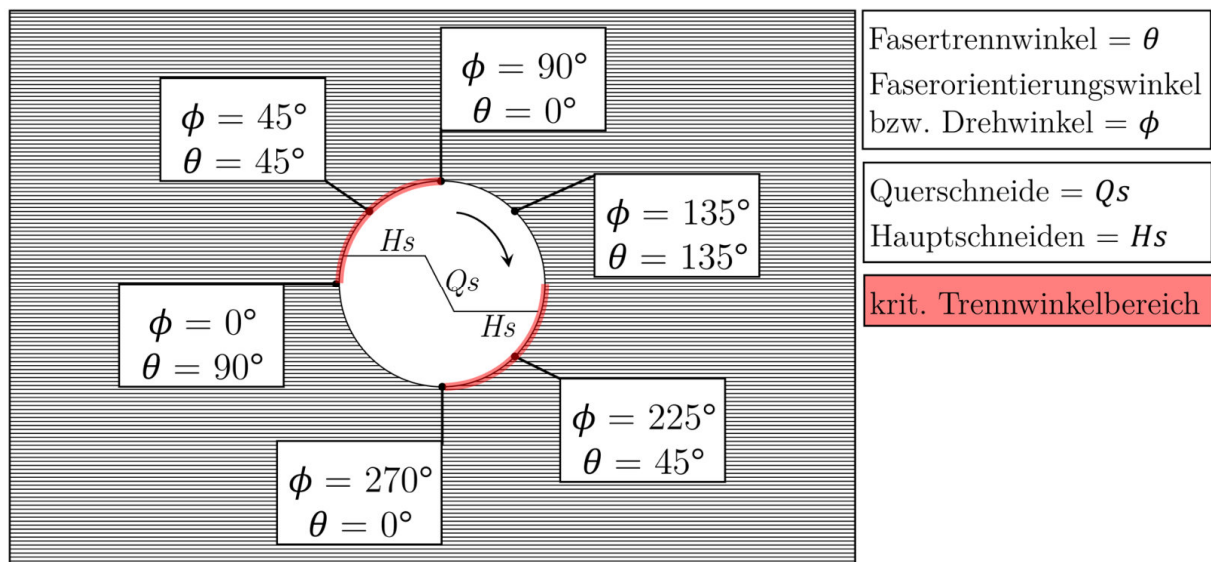 ϕ = 90°
θ = 0°
ϕ = 45°
θ = 45°
ϕ = 135°
θ = 135°
Hs
Qs
Hs
ϕ = 0°
θ = 90°
ϕ = 225°
θ = 45°
ϕ = 270°
θ = 0°
Fasertrennwinkel = θ
Faserorientierungswinkel
bzw. Drehwinkel = ϕ
Querschneide = Qs
Hauptschneiden = Hs
krit. Trennwinkelbereich